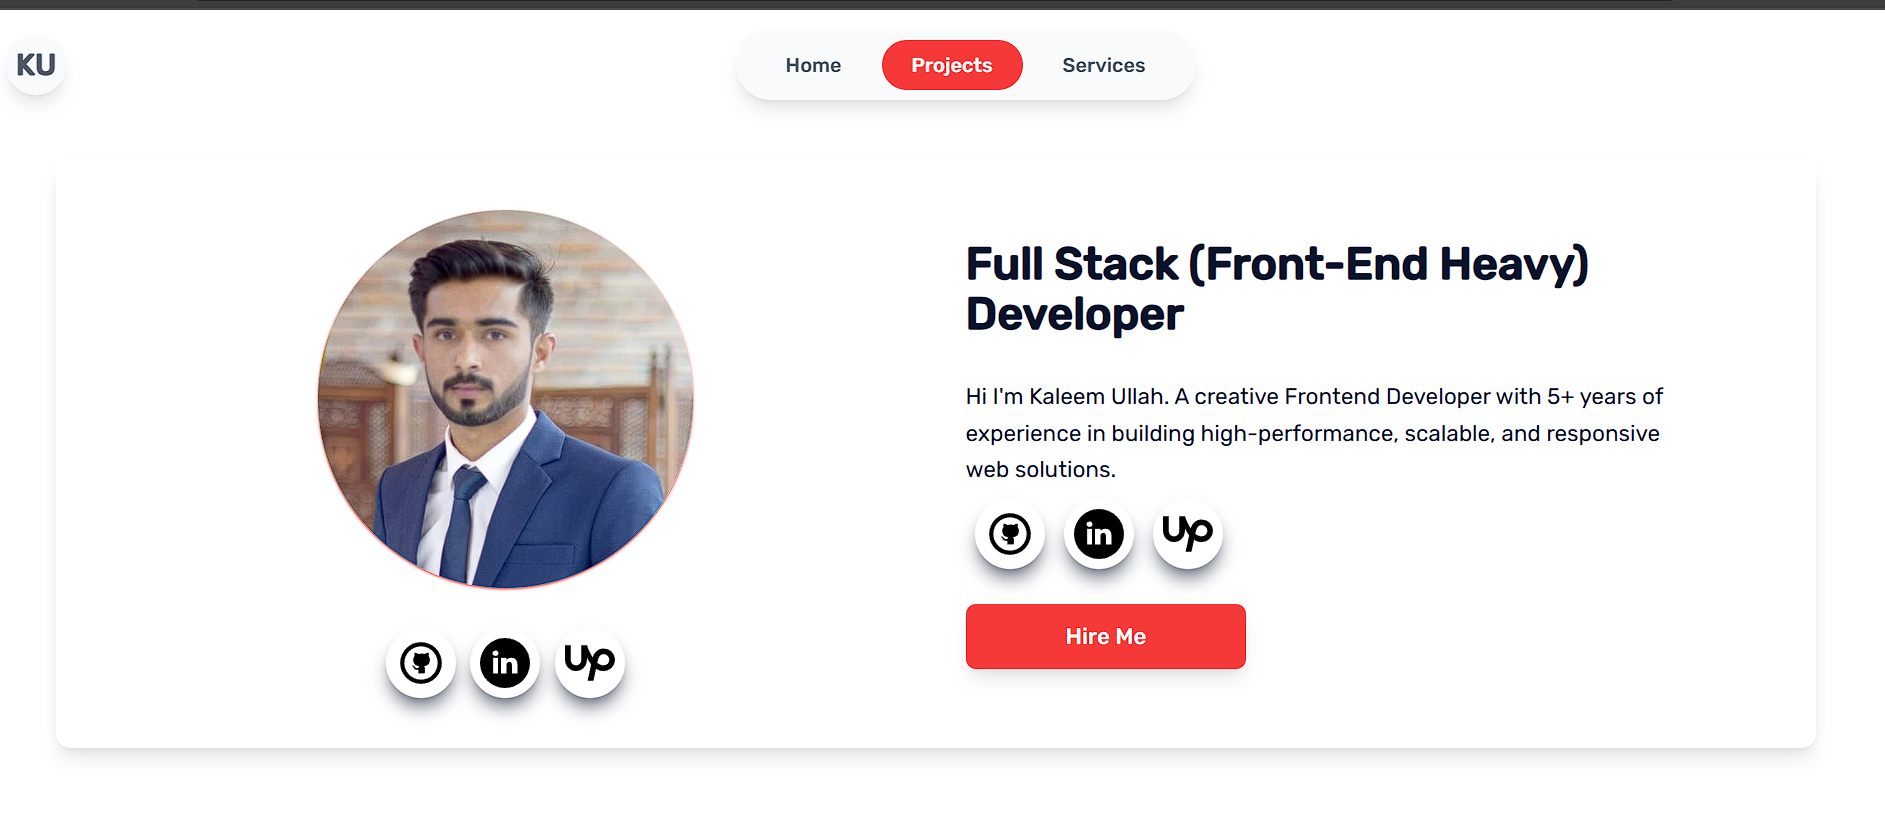 KU
Home
Projects
Services
Full Stack (Front-End Heavy)
Developer
Hi I'm Kaleem Ullah. A creative Frontend Developer with 5+ years of
experience in building high-performance, scalable, and responsive
web solutions.
in
Up
Hire Me
in
Up